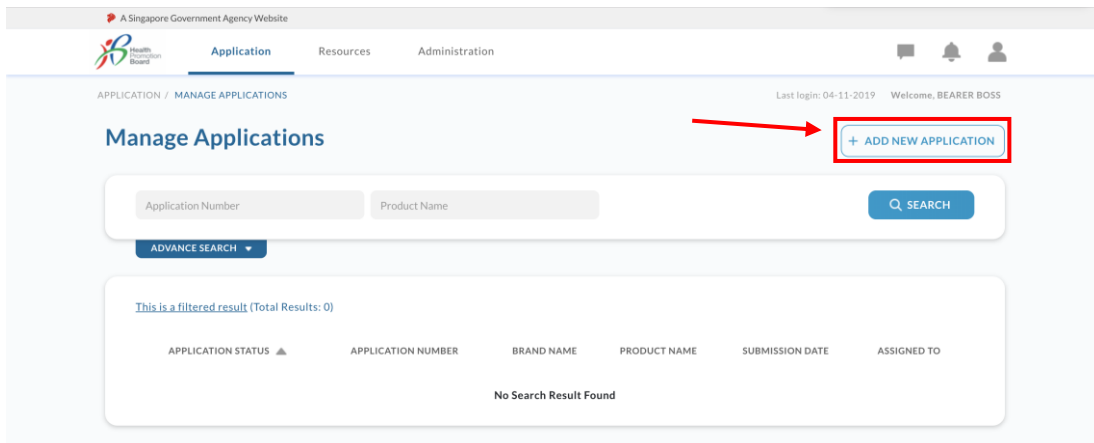 A Singapore Government Agency Website
Health
Promotion
Board
Application Resources Administration
APPLICATION / MANAGE APPLICATIONS
Last login: 04-11-2019 Welcome, BEARER BOSS
Manage Applications
+ ADD NEW APPLICATION
Application Number Product Name SEARCH
ADVANCE SEARCH
This is a filtered result (Total Results: 0)
APPLICATION STATUS APPLICATION NUMBER BRAND NAME PRODUCT NAME SUBMISSION DATE ASSIGNED TO
No Search Result Found